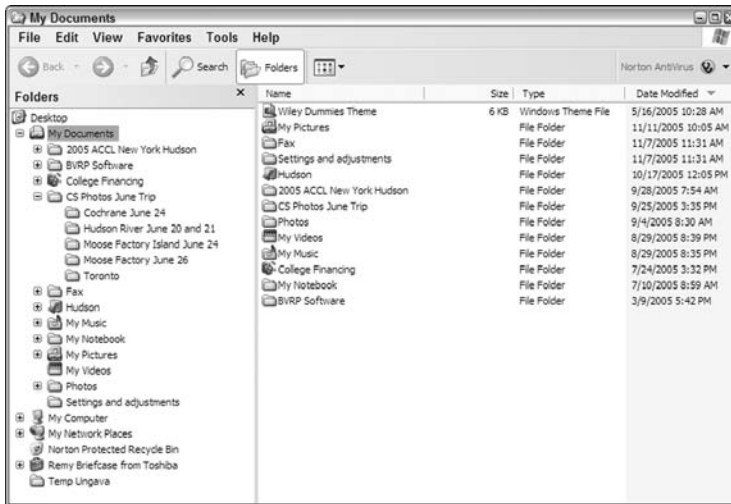 My Documents
File Edit View Favorites Tools Help
Back Search Folders Norton AntiVirus
Folders
Desktop
My Documents
2005 ACCL New York Hudson
BVRP Software
College Financing
CS Photos June Trip
Cochrane June 24
Hudson River June 20 and 21
Moose Factory Island June 24
Moose Factory June 26
Toronto
Fax
Hudson
My Music
My Notebook
My Pictures
My Videos
Photos
Settings and adjustments
My Computer
My Network Places
Norton Protected Recycle Bin
Remy Briefcase from Toshiba
Temp Ungava
Name Size Type Date Modified
Wiley Dummies Theme 6 KB Windows Theme File 5/16/2005 10:28 AM
My Pictures File Folder 11/11/2005 10:05 AM
Fax File Folder 11/7/2005 11:31 AM
Settings and adjustments File Folder 11/7/2005 11:31 AM
Hudson File Folder 10/17/2005 12:05 PM
2005 ACCL New York Hudson File Folder 9/28/2005 7:54 AM
CS Photos June Trip File Folder 9/25/2005 3:35 PM
Photos File Folder 9/4/2005 8:30 AM
My Videos File Folder 8/29/2005 8:39 PM
My Music File Folder 8/29/2005 8:35 PM
College Financing File Folder 7/24/2005 3:32 PM
My Notebook File Folder 7/10/2005 8:59 AM
BVRP Software File Folder 3/9/2005 5:42 PM